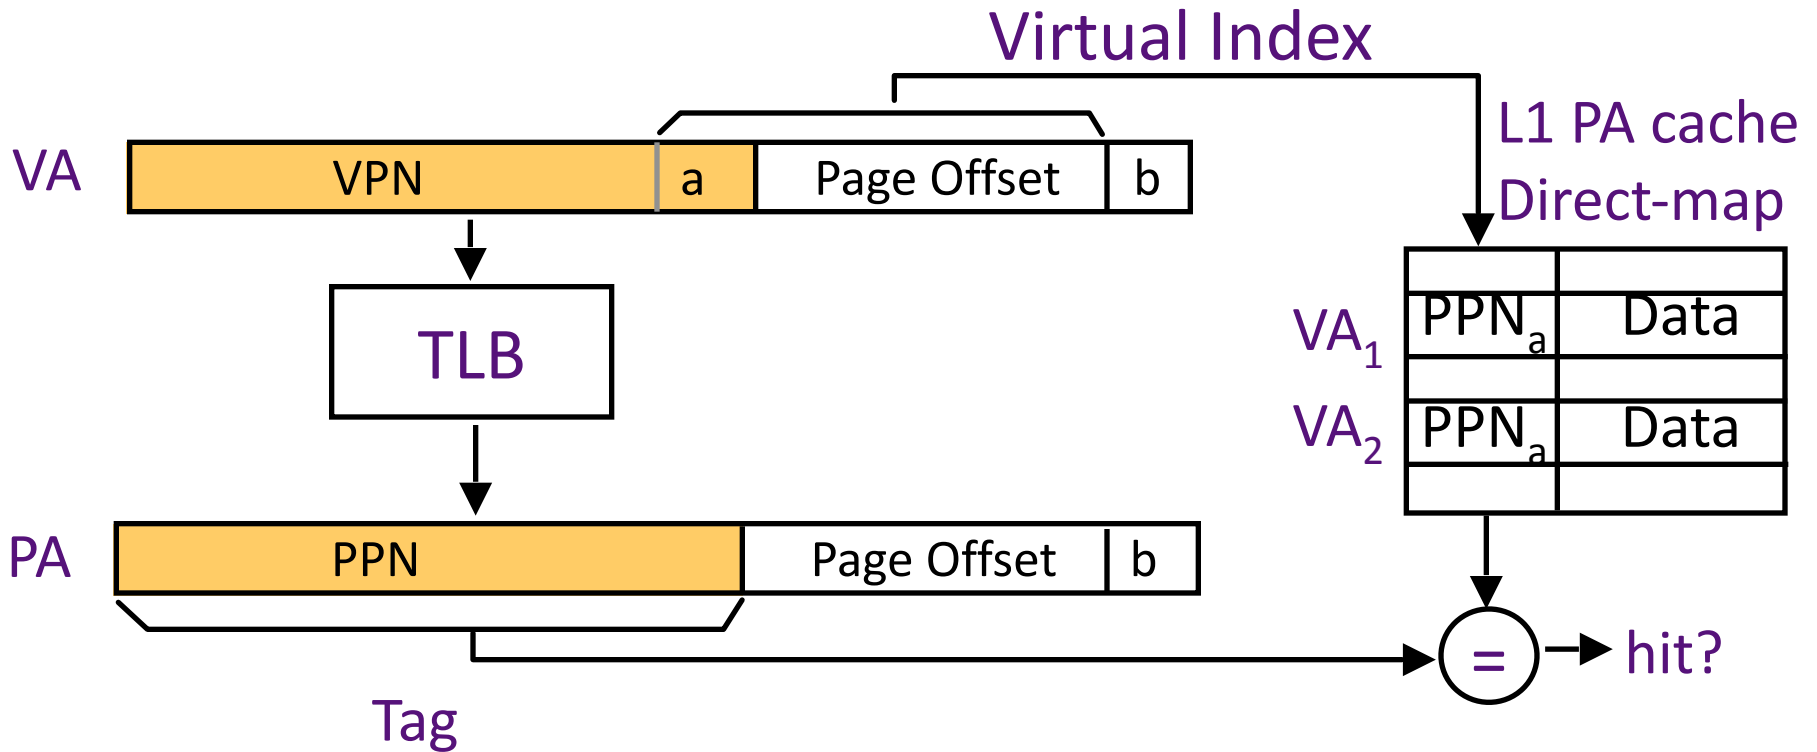 Virtual Index
L1 PA cache
Direct-map
VA
VPN
a
Page Offset
b
TLB
VA1
PPNa
Data
VA2
PPNa
Data
PA
PPN
Page Offset
b
=
hit?
Tag